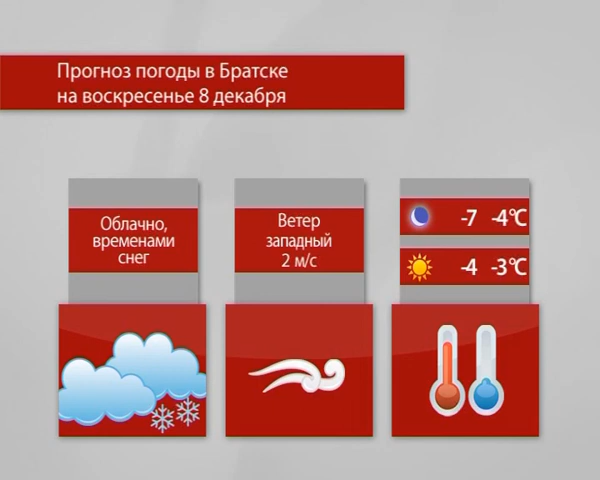 Прогноз погоды в Братске
на воскресенье 8 декабря
Облачно,
временами
снег
Ветер
западный
2 м/с
-7 -4°C
-4 -3°C